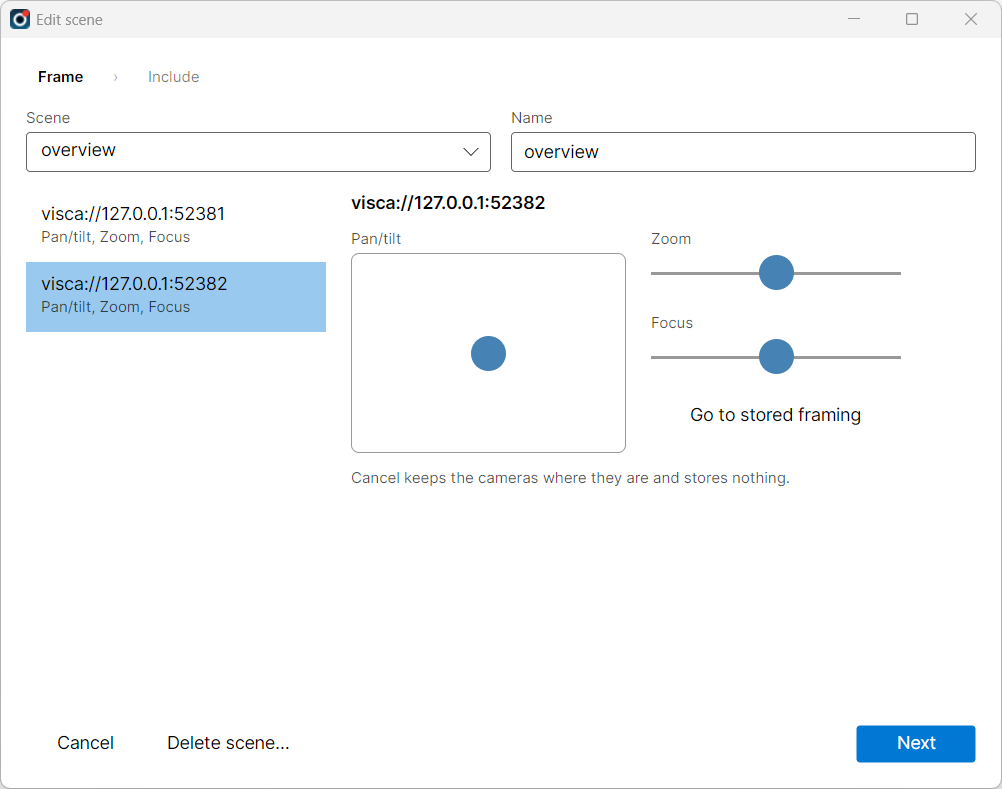 Edit scene
Frame › Include
Scene
overview
Name
overview
visca://127.0.0.1:52381
Pan/tilt, Zoom, Focus
visca://127.0.0.1:52382
Pan/tilt, Zoom, Focus
visca://127.0.0.1:52382
Pan/tilt
Zoom
Focus
Go to stored framing
Cancel keeps the cameras where they are and stores nothing.
Cancel
Delete scene...
Next